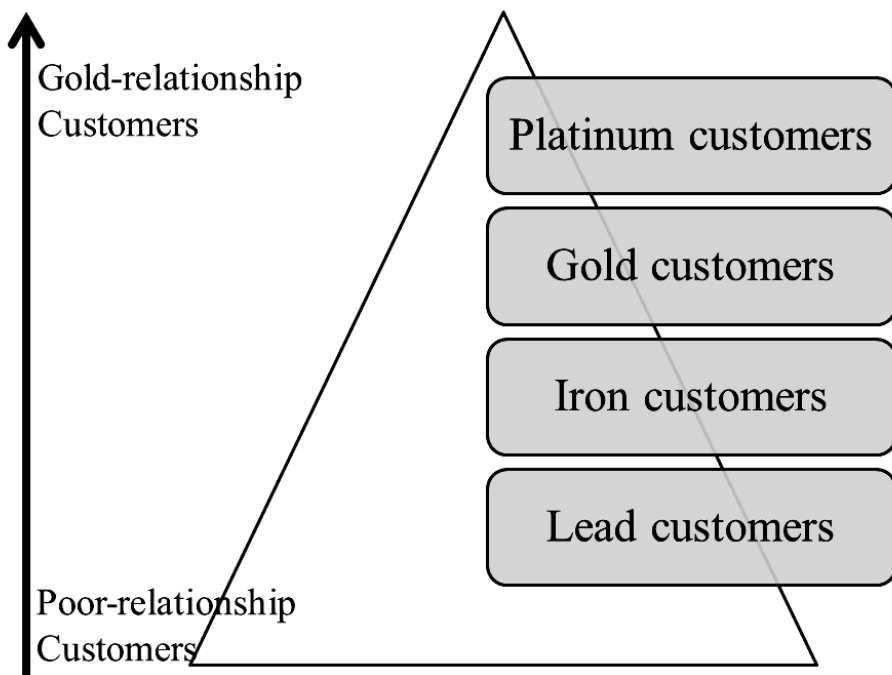 Gold-relationship
Customers
Platinum customers
Gold customers
Iron customers
Lead customers
Poor-relationship
Customers